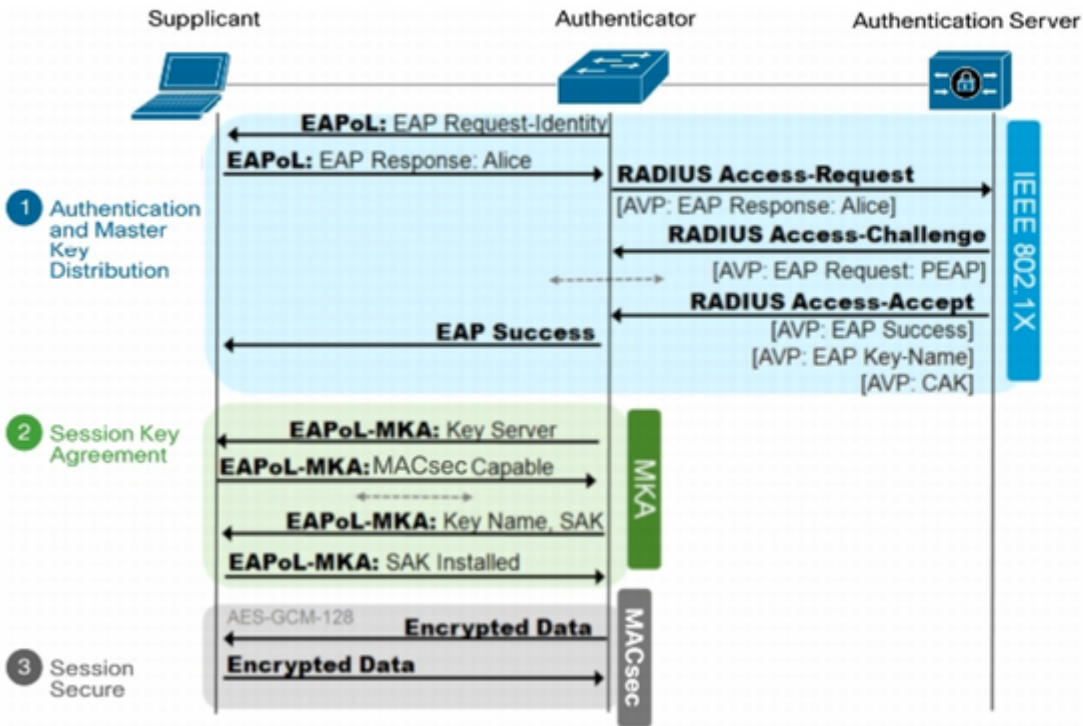 Supplicant
Authenticator
Authentication Server
EAPoL: EAP Request-Identity
EAPoL: EAP Response: Alice
RADIUS Access-Request
[AVP: EAP Response: Alice]
1 Authentication
and Master
Key
Distribution
RADIUS Access-Challenge
[AVP: EAP Request: PEAP]
RADIUS Access-Accept
EAP Success
[AVP: EAP Success]
[AVP: EAP Key-Name]
[AVP: CAK]
IEEE 802.1X
2 Session Key
Agreement
EAPoL-MKA: Key Server
EAPoL-MKA: MACsec Capable
EAPoL-MKA: Key Name, SAK
EAPoL-MKA: SAK Installed
MKA
AES-GCM-128
Encrypted Data
3 Session
Secure
Encrypted Data
MACsec